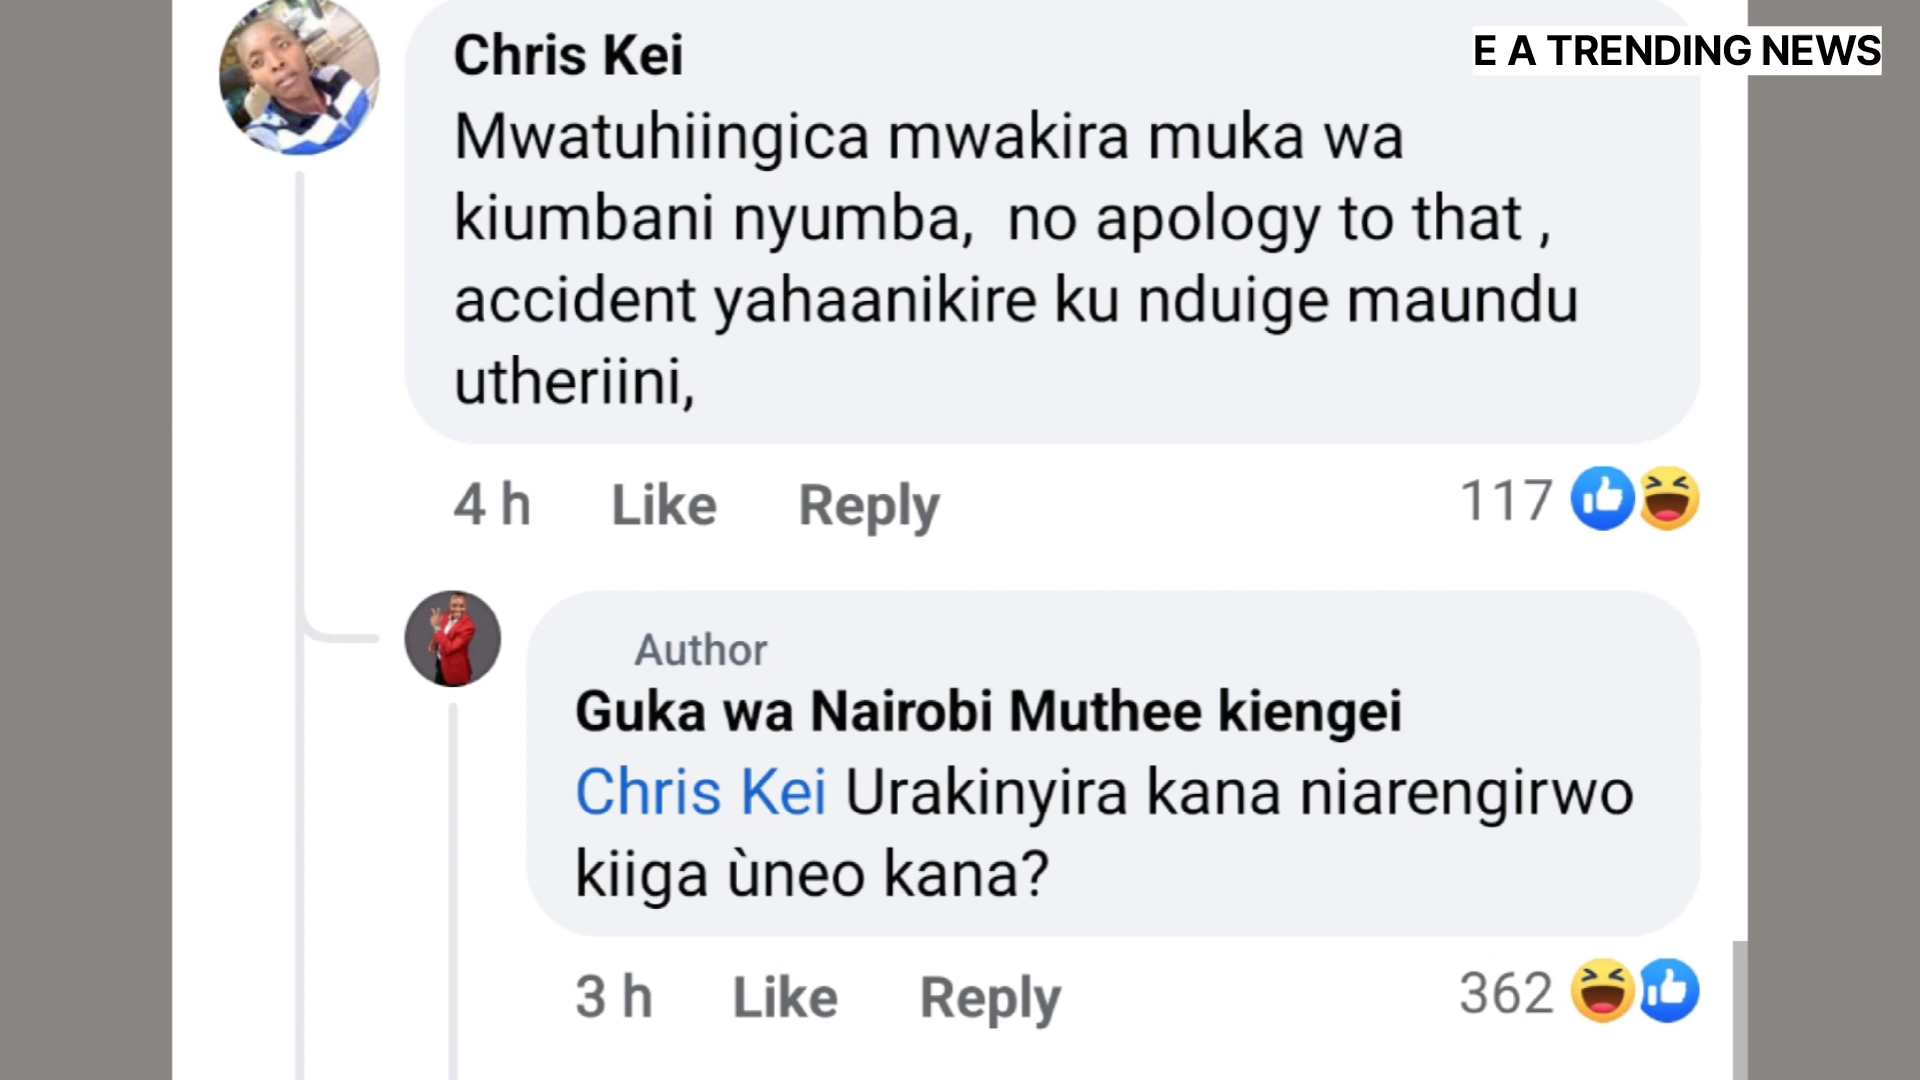 E A TRENDING NEWS
Chris Kei
Mwatuhiingica mwakira muka wa
kiumbani nyumba, no apology to that ,
accident yahaanikire ku nduige maundu
utheriini,
4 h Like Reply 117
Author
Guka wa Nairobi Muthee kiengei
Chris Kei Urakinyira kana niarengirwo
kiiga ùneo kana?
3 h Like Reply 362